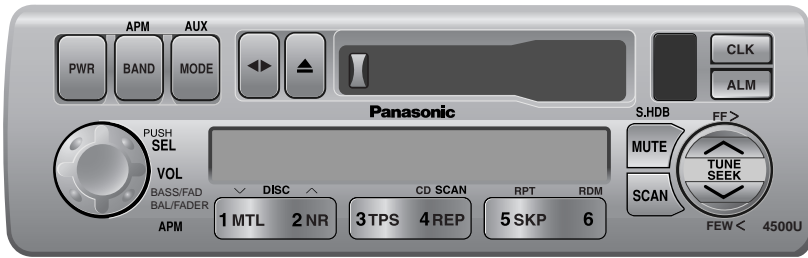 APM AUX
PWR BAND MODE
CLK
ALM
Panasonic
S.HDB
FF >
PUSH
SEL
VOL
BASS/FAD
BAL/FADER
APM
MUTE
SCAN
TUNE
SEEK
FEW <
4500U
DISC CD SCAN RPT RDM
1 MTL 2 NR 3 TPS 4 REP 5 SKP 6